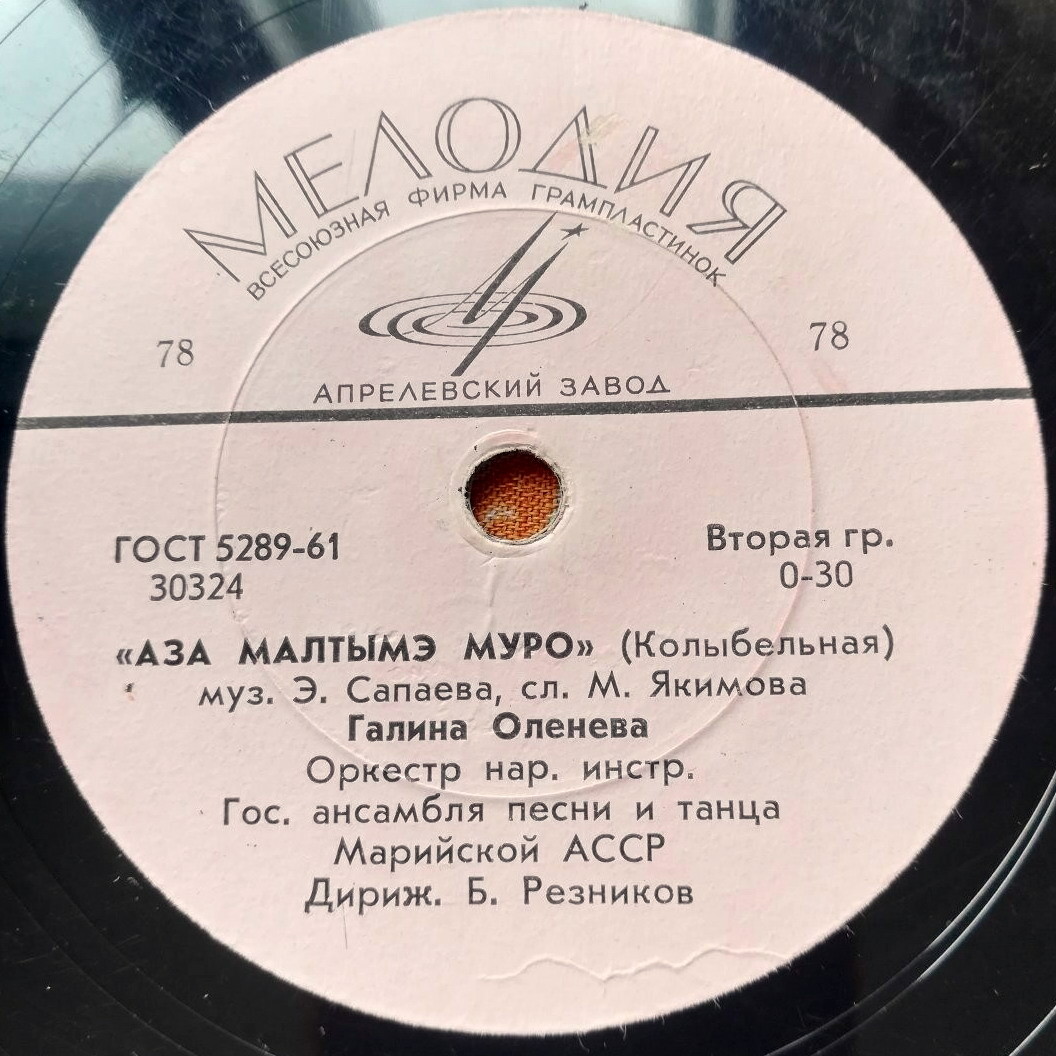 МЕЛОДИЯ
ВСЕСОЮЗНАЯ ФИРМА ГРАМПЛАСТИНОК
78 78
АПРЕЛЕВСКИЙ ЗАВОД
ГОСТ 5289-61 Вторая гр.
30324 0-30
«АЗА МАЛТЫМЭ МУРО» (Колыбельная)
муз. Э. Сапаева, сл. М. Якимова
Галина Оленева
Оркестр нар. инстр.
Гос. ансамбля песни и танца
Марийской АССР
Дириж. Б. Резников